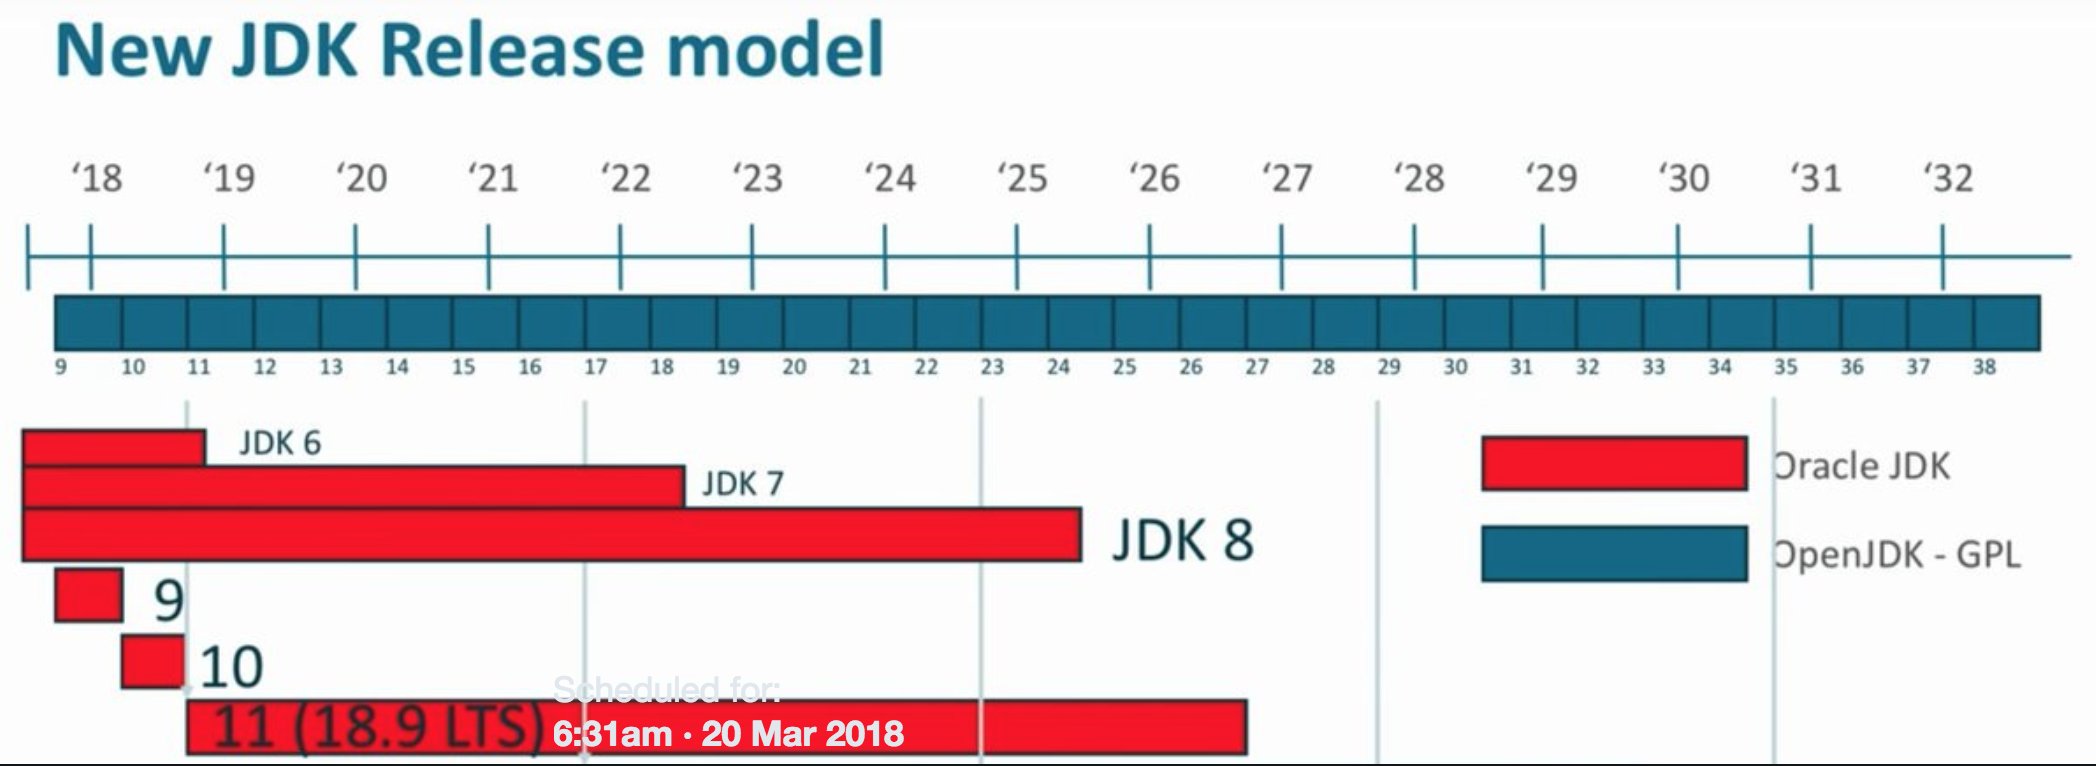 New JDK Release model
‘18 ‘19 ‘20 ‘21 ‘22 ‘23 ‘24 ‘25 ‘26 ‘27 ‘28 ‘29 ‘30 ‘31 ‘32
9 10 11 12 13 14 15 16 17 18 19 20 21 22 23 24 25 26 27 28 29 30 31 32 33 34 35 36 37 38
JDK 6
JDK 7
JDK 8
9
10
11 (18.9 LTS)
Scheduled for:
6:31am · 20 Mar 2018
Oracle JDK
OpenJDK - GPL